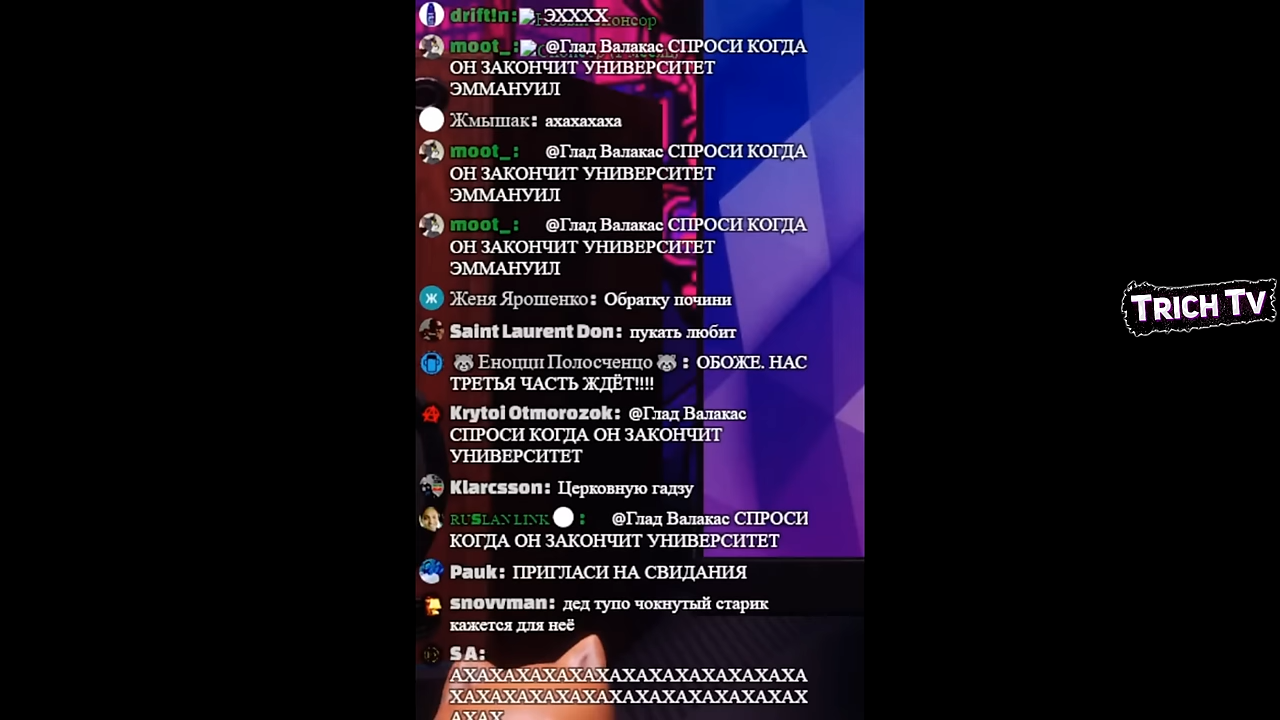 drift!n: ЭХХХХ
moot_: @Глад Валакас СПРОСИ КОГДА
ОН ЗАКОНЧИТ УНИВЕРСИТЕТ
ЭММАНУИЛ
Жмышак: ахахахаха
moot_: @Глад Валакас СПРОСИ КОГДА
ОН ЗАКОНЧИТ УНИВЕРСИТЕТ
ЭММАНУИЛ
moot_: @Глад Валакас СПРОСИ КОГДА
ОН ЗАКОНЧИТ УНИВЕРСИТЕТ
ЭММАНУИЛ
Ж Женя Ярошенко: Обратку почини
Saint Laurent Don: пукать любит
🐼 Еноцци Полосченцо 🐼 : ОБОЖЕ. НАС
ТРЕТЬЯ ЧАСТЬ ЖДЁТ!!!!
Krytoi Otmorozok: @Глад Валакас
СПРОСИ КОГДА ОН ЗАКОНЧИТ
УНИВЕРСИТЕТ
Klarcsson: Церковную гадзу
RUSLAN LINK : @Глад Валакас СПРОСИ
КОГДА ОН ЗАКОНЧИТ УНИВЕРСИТЕТ
Pauk: ПРИГЛАСИ НА СВИДАНИЯ
snovvman: дед тупо чокнутый старик
кажется для неё
S A:
АХАХАХАХАХАХАХАХАХАХАХАХАХА
ХАХАХАХАХАХАХАХАХАХАХАХАХАХ
АХАХ
TRICH TV